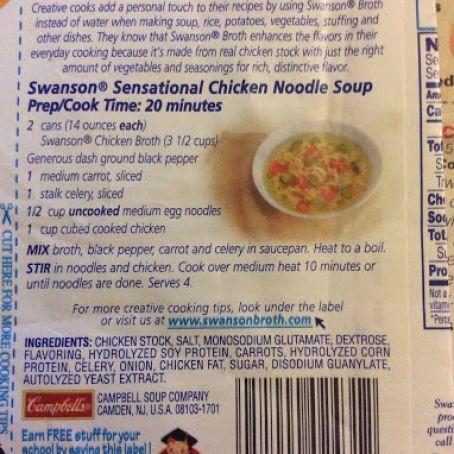 Creative cooks add a personal touch to their recipes by using Swanson® Broth
instead of water when making soup, rice, potatoes, vegetables, stuffing and
other dishes. They know that Swanson® Broth enhances the flavors in their
everyday cooking because it's made from real chicken stock with just the right
amount of vegetables and seasonings for rich, distinctive flavor.
Swanson® Sensational Chicken Noodle Soup
Prep/Cook Time: 20 minutes
2 cans (14 ounces each)
Swanson® Chicken Broth (3 1/2 cups)
Generous dash ground black pepper
1 medium carrot, sliced
1 stalk celery, sliced
1/2 cup uncooked medium egg noodles
1 cup cubed cooked chicken
MIX broth, black pepper, carrot and celery in saucepan. Heat to a boil.
STIR in noodles and chicken. Cook over medium heat 10 minutes or
until noodles are done. Serves 4.
For more creative cooking tips, look under the label
or visit us at www.swansonbroth.com
INGREDIENTS: CHICKEN STOCK, SALT, MONOSODIUM GLUTAMATE, DEXTROSE,
FLAVORING, HYDROLYZED SOY PROTEIN, CARROTS, HYDROLYZED CORN
PROTEIN, CELERY, ONION, CHICKEN FAT, SUGAR, DISODIUM GUANYLATE,
AUTOLYZED YEAST EXTRACT.
Campbell's
CAMPBELL SOUP COMPANY
CAMDEN, N.J., U.S.A. 08103-1701
Earn FREE stuff for your
school by saving this label!
CUT HERE FOR MORE COOKING TIPS